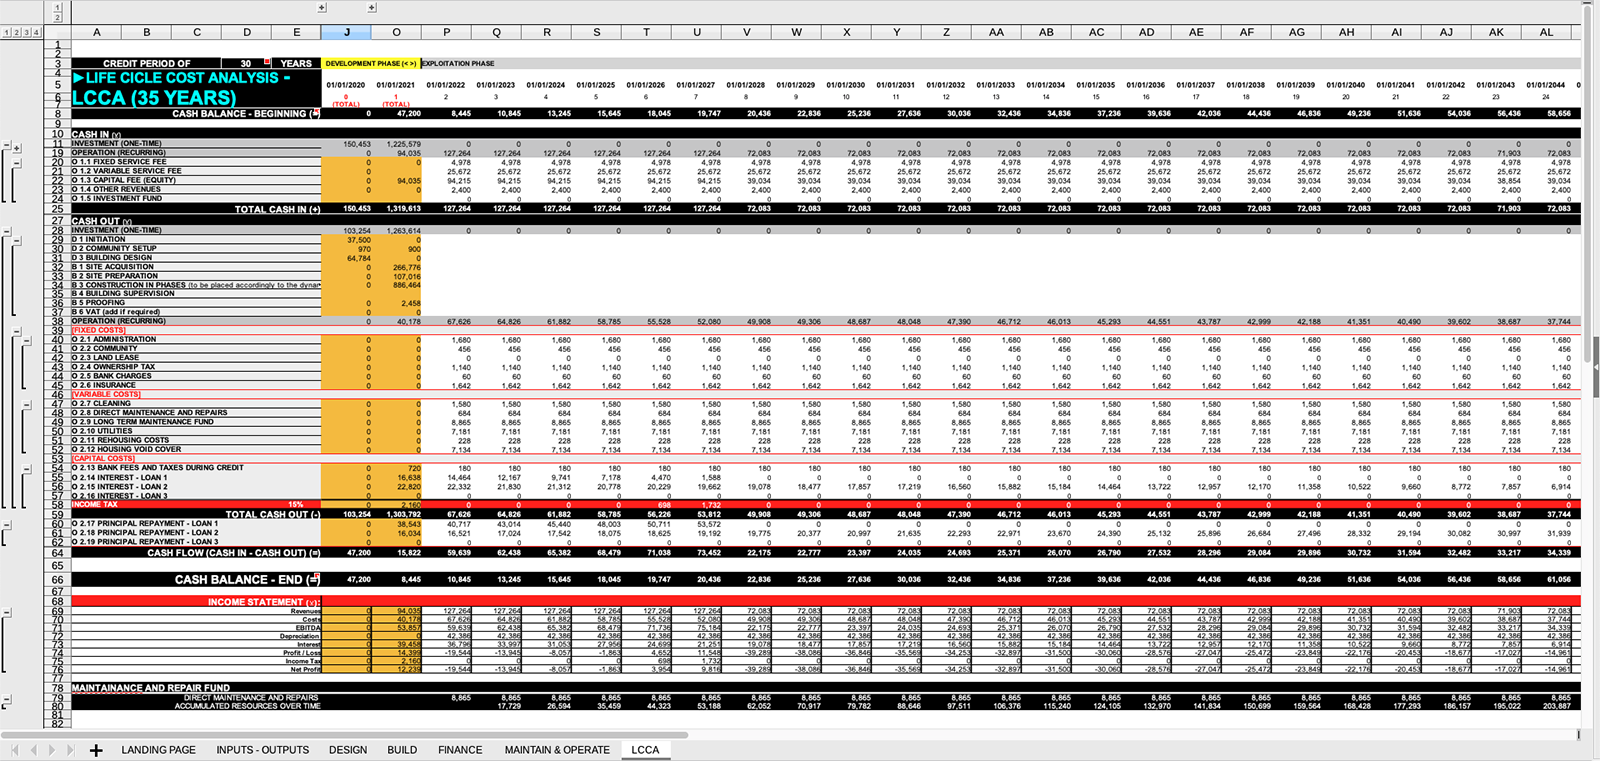 1 2
1 2 3 4 A B C D E J O P Q R S T U V W X Y Z AA AB AC AD AE AF AG AH AI AJ AK AL
1
2
3 CREDIT PERIOD OF 30 YEARS DEVELOPMENT PHASE (< >) EXPLOITATION PHASE
4
5 ►LIFE CICLE COST ANALYSIS - 01/01/2020 01/01/2021 01/01/2022 01/01/2023 01/01/2024 01/01/2025 01/01/2026 01/01/2027 01/01/2028 01/01/2029 01/01/2030 01/01/2031 01/01/2032 01/01/2033 01/01/2034 01/01/2035 01/01/2036 01/01/2037 01/01/2038 01/01/2039 01/01/2040 01/01/2041 01/01/2042 01/01/2043 01/01/2044
6 LCCA (35 YEARS) 0 1 2 3 4 5 6 7 8 9 10 11 12 13 14 15 16 17 18 19 20 21 22 23 24
7 (TOTAL) (TOTAL)
8 CASH BALANCE - BEGINNING (= 0 47,200 8,445 10,845 13,245 15,645 18,045 19,747 20,436 22,836 25,236 27,636 30,036 32,436 34,836 37,236 39,636 42,036 44,436 46,836 49,236 51,636 54,036 56,436 58,656
9
10 CASH IN (v)
11 INVESTMENT (ONE-TIME) 150,453 1,225,579 0 0 0 0 0 0 0 0 0 0 0 0 0 0 0 0 0 0 0 0 0 0 0
19 OPERATION (RECURRING) 0 94,035 127,264 127,264 127,264 127,264 127,264 127,264 72,083 72,083 72,083 72,083 72,083 72,083 72,083 72,083 72,083 72,083 72,083 72,083 72,083 72,083 72,083 71,903 72,083
20 O 1.1 FIXED SERVICE FEE 0 0 4,978 4,978 4,978 4,978 4,978 4,978 4,978 4,978 4,978 4,978 4,978 4,978 4,978 4,978 4,978 4,978 4,978 4,978 4,978 4,978 4,978 4,978 4,978
21 O 1.2 VARIABLE SERVICE FEE 0 0 25,672 25,672 25,672 25,672 25,672 25,672 25,672 25,672 25,672 25,672 25,672 25,672 25,672 25,672 25,672 25,672 25,672 25,672 25,672 25,672 25,672 25,672 25,672
22 O 1.3 CAPITAL FEE (EQUITY) 0 94,035 94,215 94,215 94,215 94,215 94,215 94,215 39,034 39,034 39,034 39,034 39,034 39,034 39,034 39,034 39,034 39,034 39,034 39,034 39,034 39,034 39,034 38,854 39,034
23 O 1.4 OTHER REVENUES 0 0 2,400 2,400 2,400 2,400 2,400 2,400 2,400 2,400 2,400 2,400 2,400 2,400 2,400 2,400 2,400 2,400 2,400 2,400 2,400 2,400 2,400 2,400 2,400
24 O 1.5 INVESTMENT FUND 0 0 0 0 0 0 0 0 0 0 0 0 0 0 0 0 0 0 0 0 0 0 0
25 TOTAL CASH IN (+) 150,453 1,319,613 127,264 127,264 127,264 127,264 127,264 127,264 72,083 72,083 72,083 72,083 72,083 72,083 72,083 72,083 72,083 72,083 72,083 72,083 72,083 72,083 72,083 71,903 72,083
27 CASH OUT (v)
28 INVESTMENT (ONE-TIME) 103,254 1,263,614 0 0 0 0 0 0 0 0 0 0 0 0 0 0 0 0 0 0 0 0 0 0 0
29 D 1 INITIATION 37,500 0
30 D 2 COMMUNITY SETUP 970 900
31 D 3 BUILDING DESIGN 64,784 0
32 B 1 SITE ACQUISITION 0 266,776
33 B 2 SITE PREPARATION 0 107,016
34 B 3 CONSTRUCTION IN PHASES (to be placed accordingly to the dynar 0 886,464
35 B 4 BUILDING SUPERVISION
36 B 5 PROOFING 0 2,458
37 B 6 VAT (add if required) 0 0
38 OPERATION (RECURRING) 0 40,178 67,626 64,826 61,882 58,785 55,528 52,080 49,908 49,306 48,687 48,048 47,390 46,712 46,013 45,293 44,551 43,787 42,999 42,188 41,351 40,490 39,602 38,687 37,744
39 [FIXED COSTS]
40 O 2.1 ADMINISTRATION 0 0 1,680 1,680 1,680 1,680 1,680 1,680 1,680 1,680 1,680 1,680 1,680 1,680 1,680 1,680 1,680 1,680 1,680 1,680 1,680 1,680 1,680 1,680 1,680
41 O 2.2 COMMUNITY 0 0 456 456 456 456 456 456 456 456 456 456 456 456 456 456 456 456 456 456 456 456 456 456 456
42 O 2.3 LAND LEASE 0 0 0 0 0 0 0 0 0 0 0 0 0 0 0 0 0 0 0 0 0 0 0 0 0
43 O 2.4 OWNERSHIP TAX 0 0 1,140 1,140 1,140 1,140 1,140 1,140 1,140 1,140 1,140 1,140 1,140 1,140 1,140 1,140 1,140 1,140 1,140 1,140 1,140 1,140 1,140 1,140 1,140
44 O 2.5 BANK CHARGES 0 0 60 60 60 60 60 60 60 60 60 60 60 60 60 60 60 60 60 60 60 60 60 60 60
45 O 2.6 INSURANCE 0 0 1,642 1,642 1,642 1,642 1,642 1,642 1,642 1,642 1,642 1,642 1,642 1,642 1,642 1,642 1,642 1,642 1,642 1,642 1,642 1,642 1,642 1,642 1,642
46 [VARIABLE COSTS]
47 O 2.7 CLEANING 0 0 1,580 1,580 1,580 1,580 1,580 1,580 1,580 1,580 1,580 1,580 1,580 1,580 1,580 1,580 1,580 1,580 1,580 1,580 1,580 1,580 1,580 1,580 1,580
48 O 2.8 DIRECT MAINTENANCE AND REPAIRS 0 0 684 684 684 684 684 684 684 684 684 684 684 684 684 684 684 684 684 684 684 684 684 684 684
49 O 2.9 LONG TERM MAINTENANCE FUND 0 0 8,865 8,865 8,865 8,865 8,865 8,865 8,865 8,865 8,865 8,865 8,865 8,865 8,865 8,865 8,865 8,865 8,865 8,865 8,865 8,865 8,865 8,865 8,865
50 O 2.10 UTILITIES 0 0 7,181 7,181 7,181 7,181 7,181 7,181 7,181 7,181 7,181 7,181 7,181 7,181 7,181 7,181 7,181 7,181 7,181 7,181 7,181 7,181 7,181 7,181 7,181
51 O 2.11 REHOUSING COSTS 0 0 228 228 228 228 228 228 228 228 228 228 228 228 228 228 228 228 228 228 228 228 228 228 228
52 O 2.12 HOUSING VOID COVER 0 0 7,134 7,134 7,134 7,134 7,134 7,134 7,134 7,134 7,134 7,134 7,134 7,134 7,134 7,134 7,134 7,134 7,134 7,134 7,134 7,134 7,134 7,134 7,134
53 [CAPITAL COSTS]
54 O 2.13 BANK FEES AND TAXES DURING CREDIT 0 720 180 180 180 180 180 180 180 180 180 180 180 180 180 180 180 180 180 180 180 180 180 180 180
55 O 2.14 INTEREST - LOAN 1 0 16,638 14,464 12,167 9,741 7,178 4,470 1,588 0 0 0 0 0 0 0 0 0 0 0 0 0 0 0 0 0
56 O 2.15 INTEREST - LOAN 2 0 22,820 22,332 21,830 21,312 20,778 20,229 19,662 19,078 18,477 17,857 17,219 16,560 15,882 15,184 14,464 13,722 12,957 12,170 11,358 10,522 9,660 8,772 7,857 6,914
57 O 2.16 INTEREST - LOAN 3 0 0 0 0 0 0 0 0 0 0 0 0 0 0 0 0 0 0 0 0 0 0 0 0 0
58 INCOME TAX 15% 0 2,160 0 0 0 0 698 1,732 0 0 0 0 0 0 0 0 0 0 0 0 0 0 0 0 0
59 TOTAL CASH OUT (-) 103,254 1,303,792 67,626 64,826 61,882 58,785 56,226 53,812 49,908 49,306 48,687 48,048 47,390 46,712 46,013 45,293 44,551 43,787 42,999 42,188 41,351 40,490 39,602 38,687 37,744
60 O 2.17 PRINCIPAL REPAYMENT - LOAN 1 0 38,543 40,717 43,014 45,440 48,003 50,711 53,572 0 0 0 0 0 0 0 0 0 0 0 0 0 0 0 0 0
61 O 2.18 PRINCIPAL REPAYMENT - LOAN 2 0 16,034 16,521 17,024 17,542 18,075 18,625 19,192 19,775 20,377 20,997 21,635 22,293 22,971 23,670 24,390 25,132 25,896 26,684 27,496 28,332 29,194 30,082 30,997 31,939
62 O 2.19 PRINCIPAL REPAYMENT - LOAN 3 0 0 0 0 0 0 0 0 0 0 0 0 0 0 0 0 0 0 0 0 0 0 0 0 0
64 CASH FLOW (CASH IN - CASH OUT) (=) 47,200 15,822 59,639 62,438 65,382 68,479 71,038 73,452 22,175 22,777 23,397 24,035 24,693 25,371 26,070 26,790 27,532 28,296 29,084 29,896 30,732 31,594 32,482 33,217 34,339
65
66 CASH BALANCE - END (= 47,200 8,445 10,845 13,245 15,645 18,045 19,747 20,436 22,836 25,236 27,636 30,036 32,436 34,836 37,236 39,636 42,036 44,436 46,836 49,236 51,636 54,036 56,436 58,656 61,056
67
68 INCOME STATEMENT (v):
69 Revenues 0 94,035 127,264 127,264 127,264 127,264 127,264 127,264 72,083 72,083 72,083 72,083 72,083 72,083 72,083 72,083 72,083 72,083 72,083 72,083 72,083 72,083 72,083 71,903 72,083
70 Costs 0 40,178 67,626 64,826 61,882 58,785 55,528 52,080 49,908 49,306 48,687 48,048 47,390 46,712 46,013 45,293 44,551 43,787 42,999 42,188 41,351 40,490 39,602 38,687 37,744
71 EBITDA 0 53,857 59,639 62,438 65,382 68,479 71,736 75,184 22,175 22,777 23,397 24,035 24,693 25,371 26,070 26,790 27,532 28,296 29,084 29,896 30,732 31,594 32,482 33,217 34,339
72 Depreciation 0 0 42,386 42,386 42,386 42,386 42,386 42,386 42,386 42,386 42,386 42,386 42,386 42,386 42,386 42,386 42,386 42,386 42,386 42,386 42,386 42,386 42,386 42,386 42,386
73 Interest 0 39,458 36,796 33,997 31,053 27,956 24,699 21,250 19,078 18,477 17,857 17,219 16,560 15,882 15,184 14,464 13,722 12,957 12,170 11,358 10,522 9,660 8,772 7,857 6,914
74 Profit / Loss 0 14,399 -19,544 -13,945 -8,057 -1,863 4,652 11,548 -39,289 -38,086 -36,846 -35,569 -34,253 -32,897 -31,500 -30,060 -28,576 -27,047 -25,472 -23,849 -22,176 -20,453 -18,677 -17,027 -14,961
75 Income Tax 0 2,160 0 0 0 0 698 1,732 0 0 0 0 0 0 0 0 0 0 0 0 0 0 0 0 0
76 Net Profit 0 12,239 -19,544 -13,945 -8,057 -1,863 3,954 9,816 -39,289 -38,086 -36,846 -35,569 -34,253 -32,897 -31,500 -30,060 -28,576 -27,047 -25,472 -23,849 -22,176 -20,453 -18,677 -17,027 -14,961
77
78 MAINTAINANCE AND REPAIR FUND
79 DIRECT MAINTENANCE AND REPAIRS 8,865 8,865 8,865 8,865 8,865 8,865 8,865 8,865 8,865 8,865 8,865 8,865 8,865 8,865 8,865 8,865 8,865 8,865 8,865 8,865 8,865 8,865 8,865
80 ACCUMULATED RESOURCES OVER TIME 17,729 26,594 35,459 44,323 53,188 62,052 70,917 79,782 88,646 97,511 106,376 115,240 124,105 132,970 141,834 150,699 159,564 168,428 177,293 186,157 195,022 203,887
81
82
LANDING PAGE INPUTS - OUTPUTS DESIGN BUILD FINANCE MAINTAIN & OPERATE LCCA